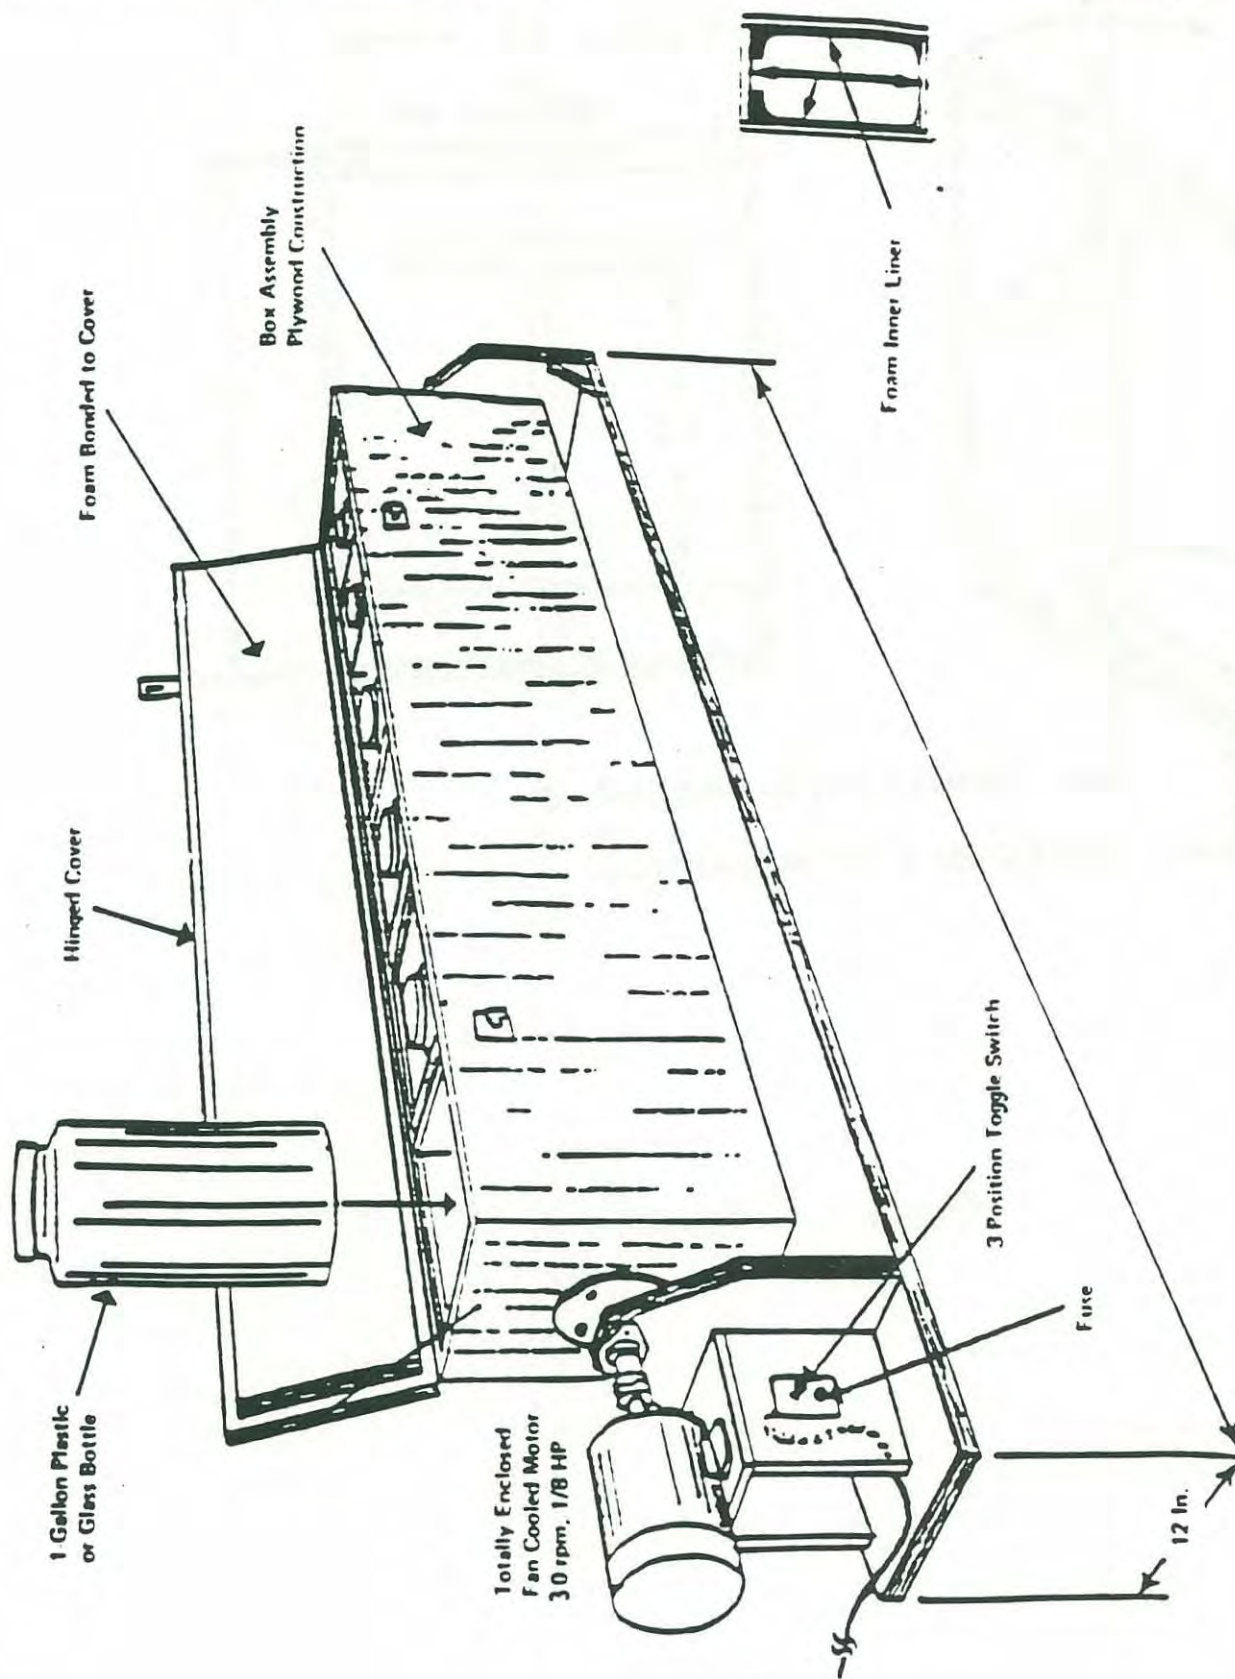 1-Gallon Plastic
or Glass Bottle
Hinged Cover
Foam Bonded to Cover
Box Assembly
Plywood Construction
Totally Enclosed
Fan Cooled Motor
30 rpm, 1/8 HP
3 Position Toggle Switch
Fuse
12 In.
Foam Inner Liner